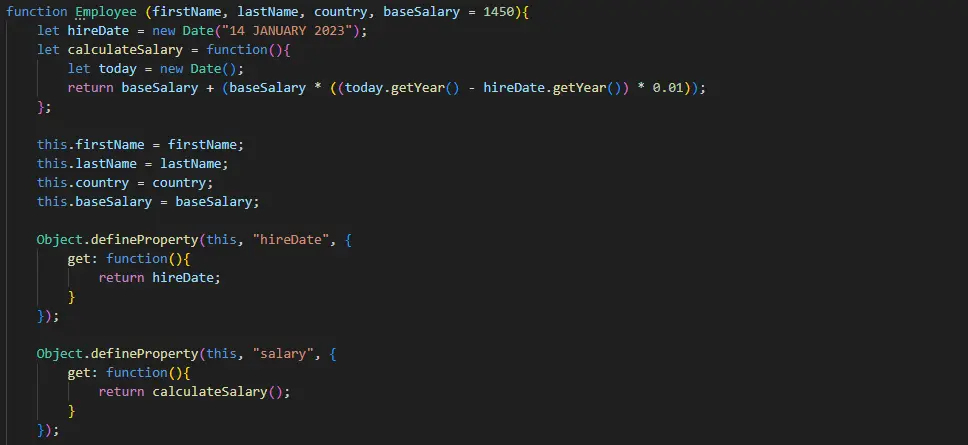 function Employee (firstName, lastName, country, baseSalary = 1450){
    let hireDate = new Date("14 JANUARY 2023");
    let calculateSalary = function(){
        let today = new Date();
        return baseSalary + (baseSalary * ((today.getYear() - hireDate.getYear()) * 0.01));
    };
    this.firstName = firstName;
    this.lastName = lastName;
    this.country = country;
    this.baseSalary = baseSalary;
    Object.defineProperty(this, "hireDate", {
        get: function(){
            return hireDate;
        }
    });
    Object.defineProperty(this, "salary", {
        get: function(){
            return calculateSalary();
        }
    });